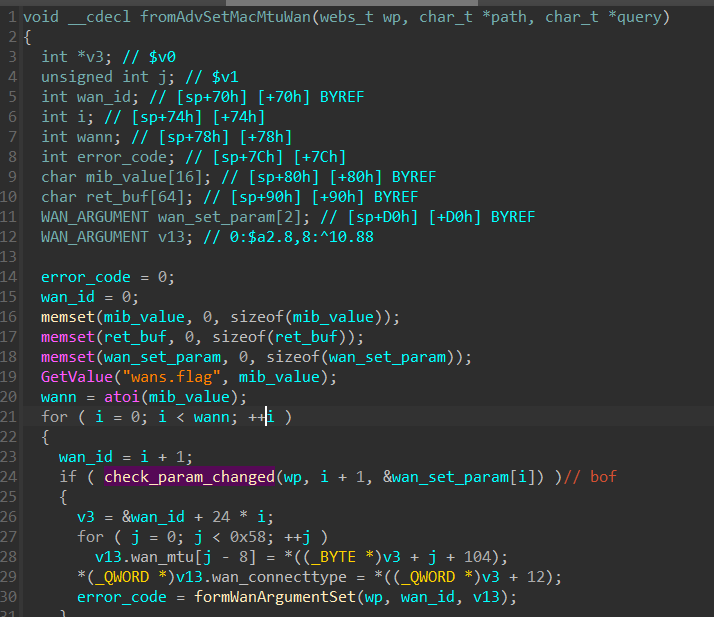 1 void __cdecl fromAdvSetMacMtuWan(webs_t wp, char_t *path, char_t *query)
2 {
3 int *v3; // $v0
4 unsigned int j; // $v1
5 int wan_id; // [sp+70h] [+70h] BYREF
6 int i; // [sp+74h] [+74h]
7 int wann; // [sp+78h] [+78h]
8 int error_code; // [sp+7Ch] [+7Ch]
9 char mib_value[16]; // [sp+80h] [+80h] BYREF
10 char ret_buf[64]; // [sp+90h] [+90h] BYREF
11 WAN_ARGUMENT wan_set_param[2]; // [sp+D0h] [+D0h] BYREF
12 WAN_ARGUMENT v13; // 0:$a2.8,8:^10.88
13
14 error_code = 0;
15 wan_id = 0;
16 memset(mib_value, 0, sizeof(mib_value));
17 memset(ret_buf, 0, sizeof(ret_buf));
18 memset(wan_set_param, 0, sizeof(wan_set_param));
19 GetValue("wans.flag", mib_value);
20 wann = atoi(mib_value);
21 for ( i = 0; i < wann; ++i )
22 {
23 wan_id = i + 1;
24 if ( check_param_changed(wp, i + 1, &wan_set_param[i]) )// bof
25 {
26 v3 = &wan_id + 24 * i;
27 for ( j = 0; j < 0x58; ++j )
28 v13.wan_mtu[j - 8] = *((_BYTE *)v3 + j + 104);
29 *(_QWORD *)v13.wan_connecttype = *((_QWORD *)v3 + 12);
30 error_code = formWanArgumentSet(wp, wan_id, v13);
31 }